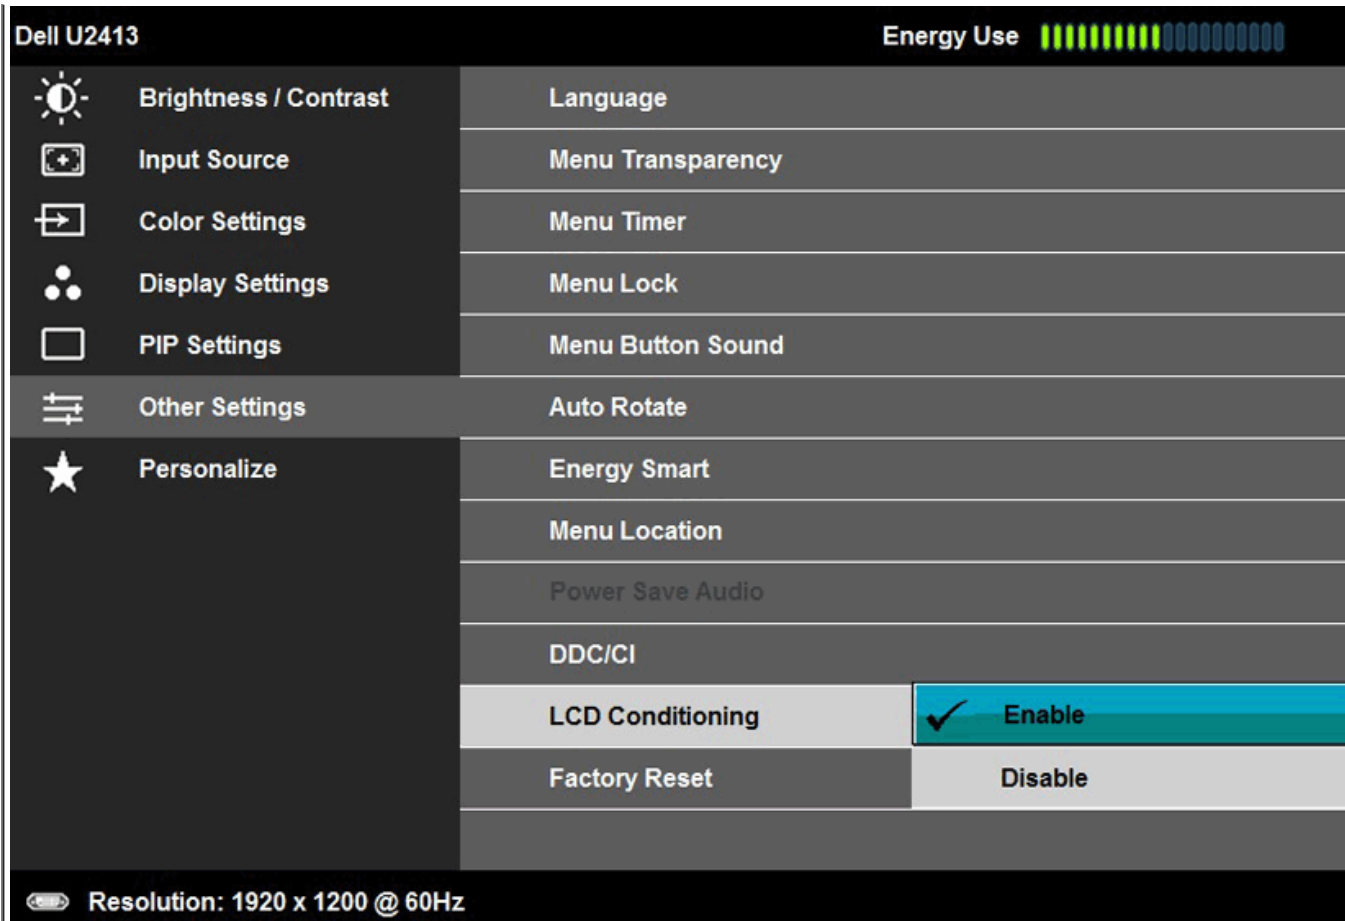 Dell U2413
Energy Use
Brightness / Contrast
Input Source
Color Settings
Display Settings
PIP Settings
Other Settings
Personalize
Language
Menu Transparency
Menu Timer
Menu Lock
Menu Button Sound
Auto Rotate
Energy Smart
Menu Location
Power Save Audio
DDC/CI
LCD Conditioning
Enable
Factory Reset
Disable
Resolution: 1920 x 1200 @ 60Hz